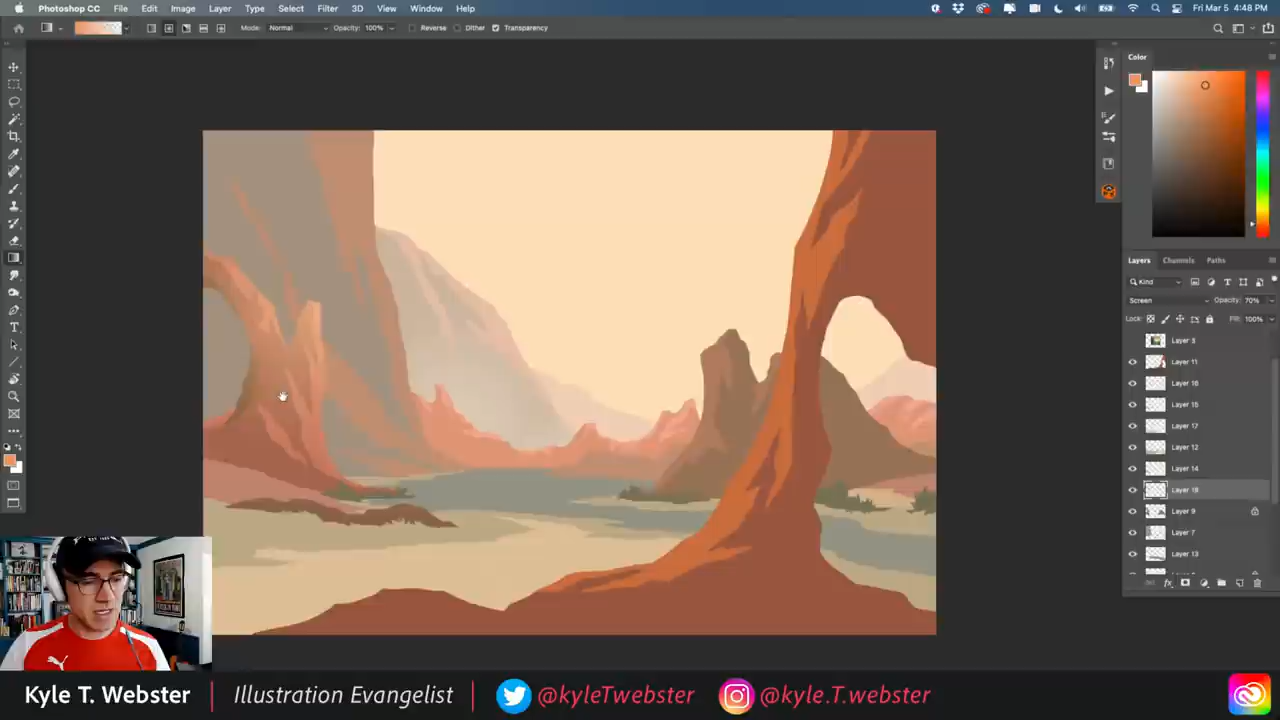 Photoshop CC File Edit Image Layer Type Select Filter 3D View Window Help Fri Mar 5 4:48 PM
Mode: Normal Opacity: 100% Reverse Dither Transparency
Color
Layers Channels Paths
Kind
Screen Opacity: 70%
Lock: Fill: 100%
Layer 3
Layer 11
Layer 16
Layer 15
Layer 17
Layer 12
Layer 14
Layer 9
Layer 7
Layer 13
Kyle T. Webster | Illustration Evangelist | @kyleTwebster @kyle.T.webster